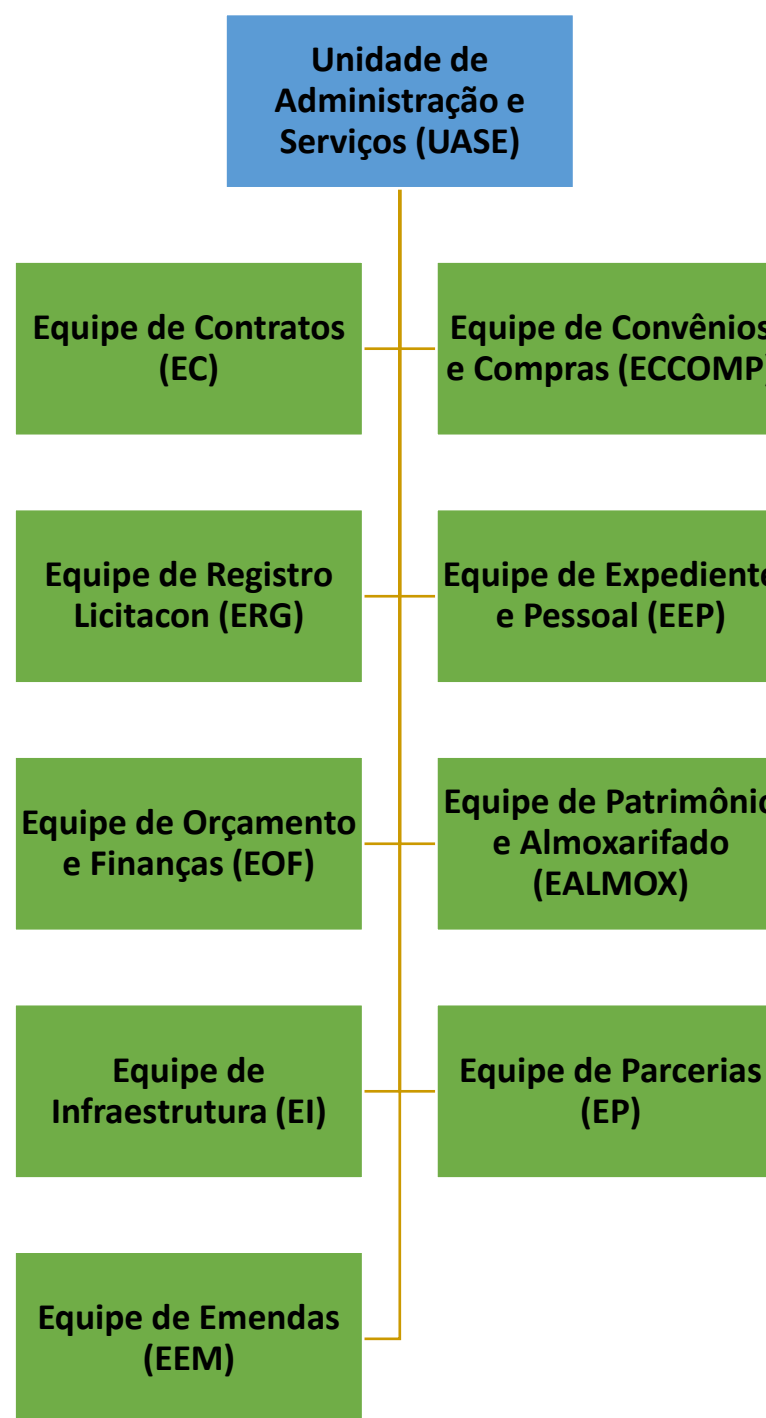 Unidade de
Administração e
Serviços (UASE)
Equipe de Contratos
(EC)
Equipe de Convênios
e Compras (ECCOMP)
Equipe de Registro
Licitacon (ERG)
Equipe de Expediente
e Pessoal (EEP)
Equipe de Orçamento
e Finanças (EOF)
Equipe de Patrimônio
e Almoxarifado
(EALMOX)
Equipe de
Infraestrutura (EI)
Equipe de Parcerias
(EP)
Equipe de Emendas
(EEM)